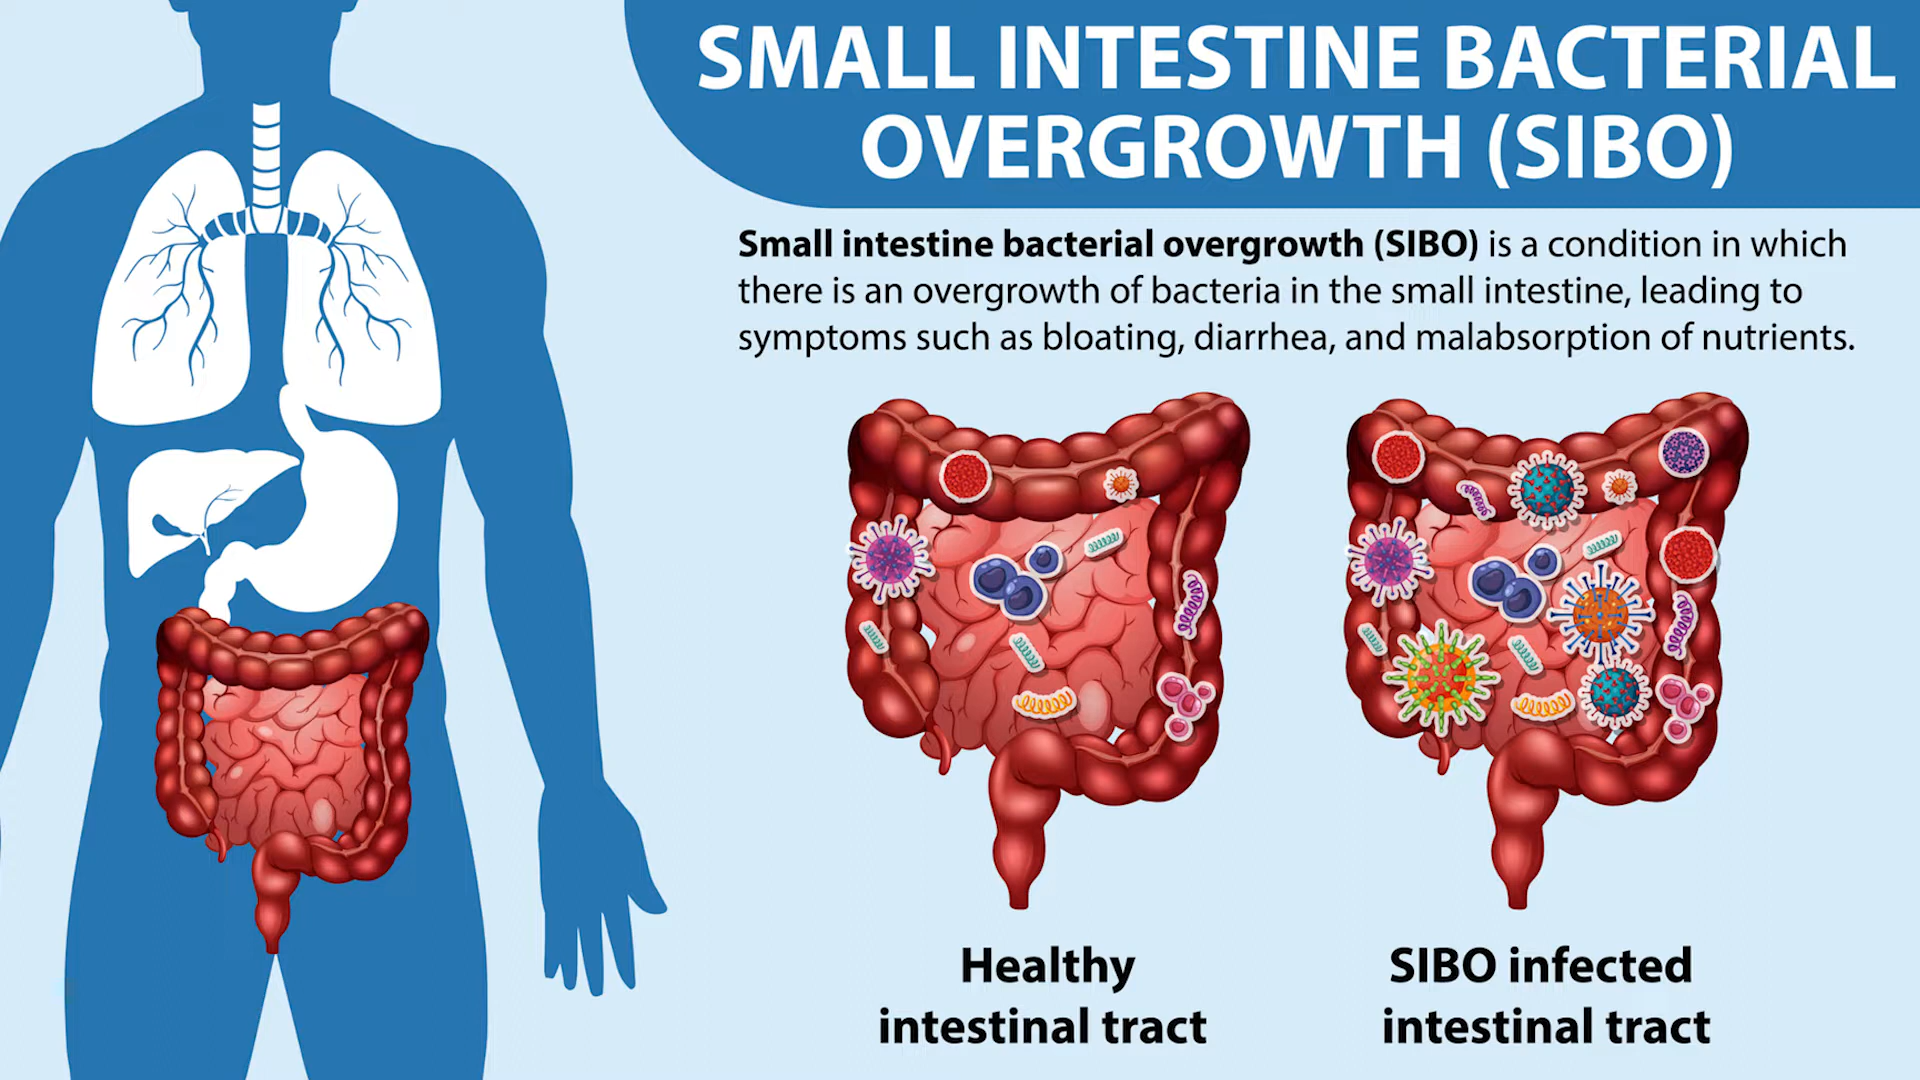 SMALL INTESTINE BACTERIAL
OVERGROWTH (SIBO)
Small intestine bacterial overgrowth (SIBO) is a condition in which
there is an overgrowth of bacteria in the small intestine, leading to
symptoms such as bloating, diarrhea, and malabsorption of nutrients.
Healthy
intestinal tract
SIBO infected
intestinal tract